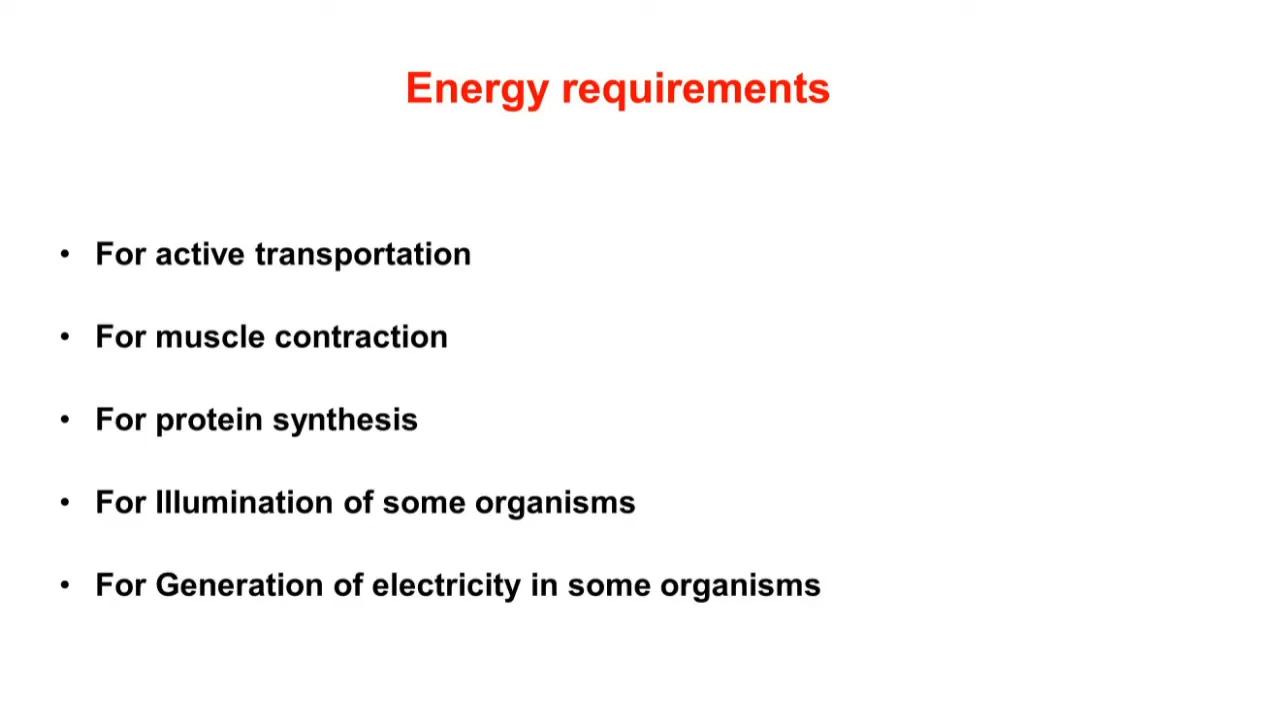 Energy requirements
• For active transportation
• For muscle contraction
• For protein synthesis
• For Illumination of some organisms
• For Generation of electricity in some organisms